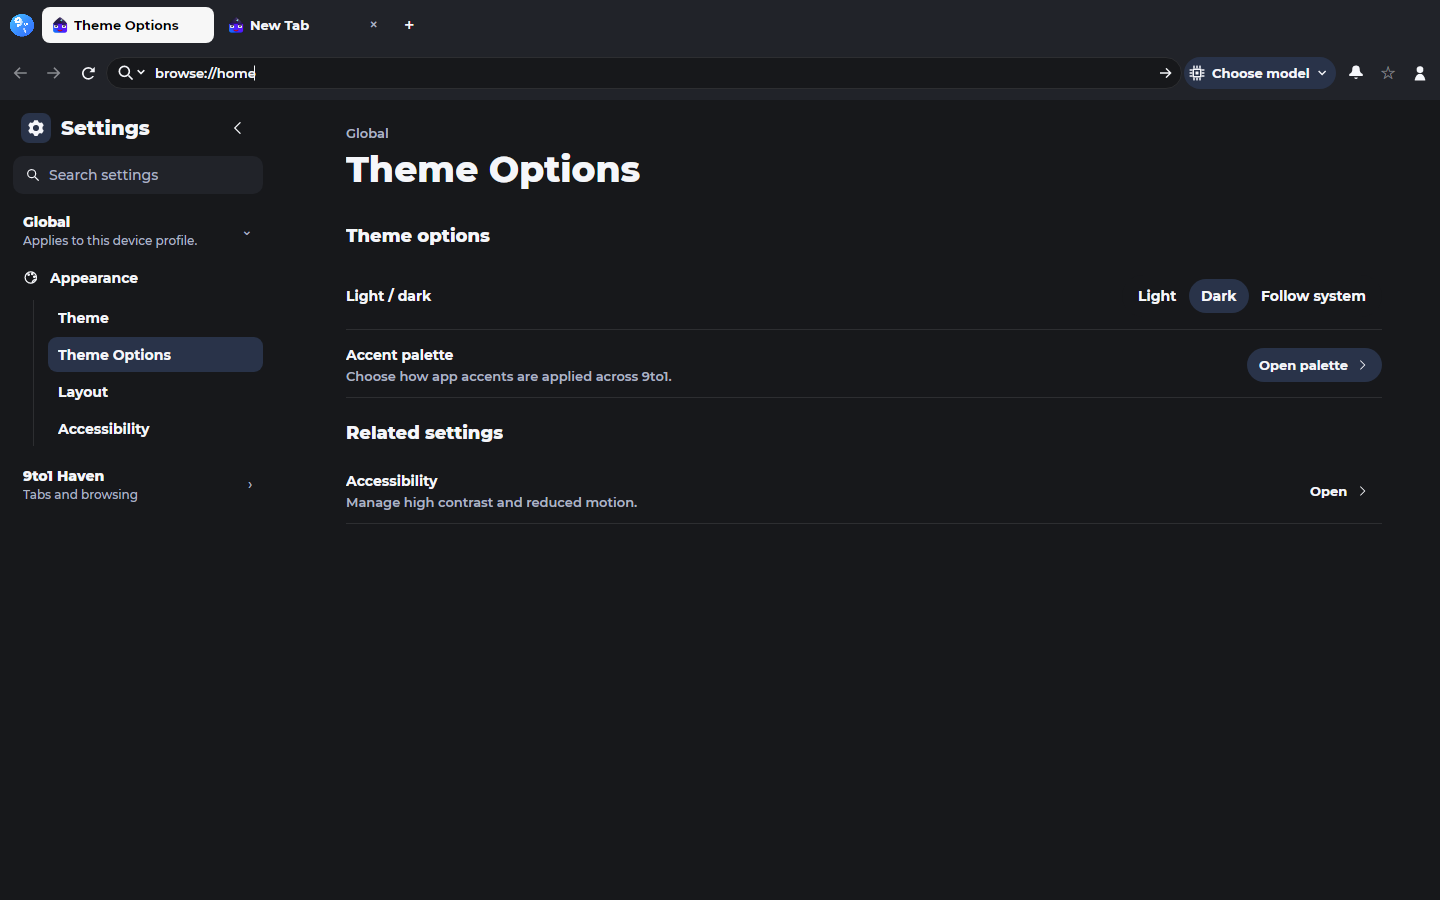 Theme Options
New Tab
browse://home
Choose model
Settings
Search settings
Global
Applies to this device profile.
Appearance
Theme
Theme Options
Layout
Accessibility
9to1 Haven
Tabs and browsing
Global
Theme Options
Theme options
Light / dark
Light Dark Follow system
Accent palette
Choose how app accents are applied across 9to1.
Open palette
Related settings
Accessibility
Manage high contrast and reduced motion.
Open